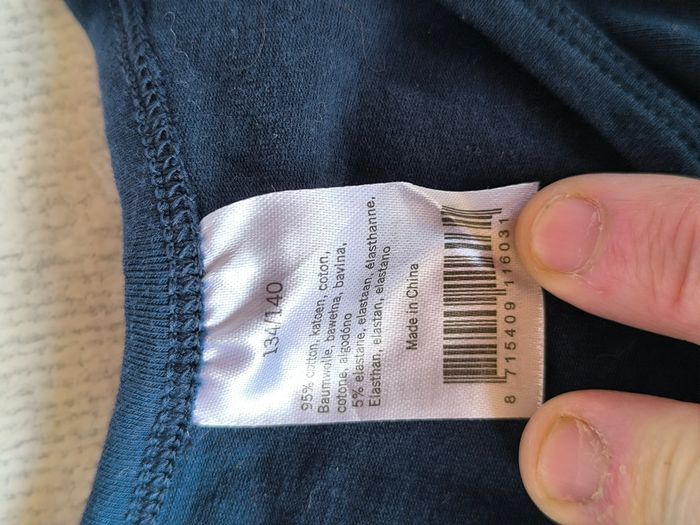 134/140
95% cotton, katoen, coton,
Baumwolle, bawełna, bavlna,
cotone, algodóno
5% elastane, elastaan, élasthanne,
Elasthan, elastan, elastano
Made in China
8 715409 116031